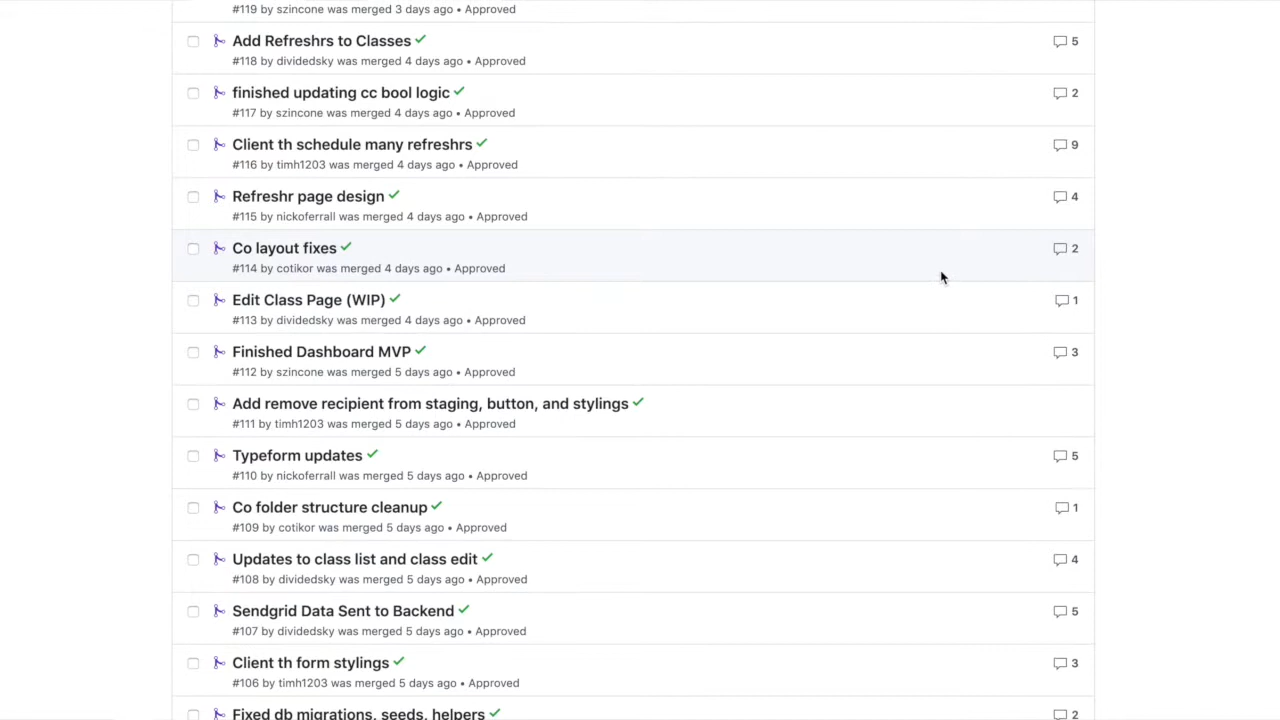 #119 by szincone was merged 3 days ago • Approved
Add Refreshrs to Classes
5
#118 by dividedsky was merged 4 days ago • Approved
finished updating cc bool logic
2
#117 by szincone was merged 4 days ago • Approved
Client th schedule many refreshrs
9
#116 by timh1203 was merged 4 days ago • Approved
Refreshr page design
4
#115 by nickoferrall was merged 4 days ago • Approved
Co layout fixes
2
#114 by cotikor was merged 4 days ago • Approved
Edit Class Page (WIP)
1
#113 by dividedsky was merged 4 days ago • Approved
Finished Dashboard MVP
3
#112 by szincone was merged 5 days ago • Approved
Add remove recipient from staging, button, and stylings
#111 by timh1203 was merged 5 days ago • Approved
Typeform updates
5
#110 by nickoferrall was merged 5 days ago • Approved
Co folder structure cleanup
1
#109 by cotikor was merged 5 days ago • Approved
Updates to class list and class edit
4
#108 by dividedsky was merged 5 days ago • Approved
Sendgrid Data Sent to Backend
5
#107 by dividedsky was merged 5 days ago • Approved
Client th form stylings
3
#106 by timh1203 was merged 5 days ago • Approved
Fixed db migrations, seeds, helpers
2